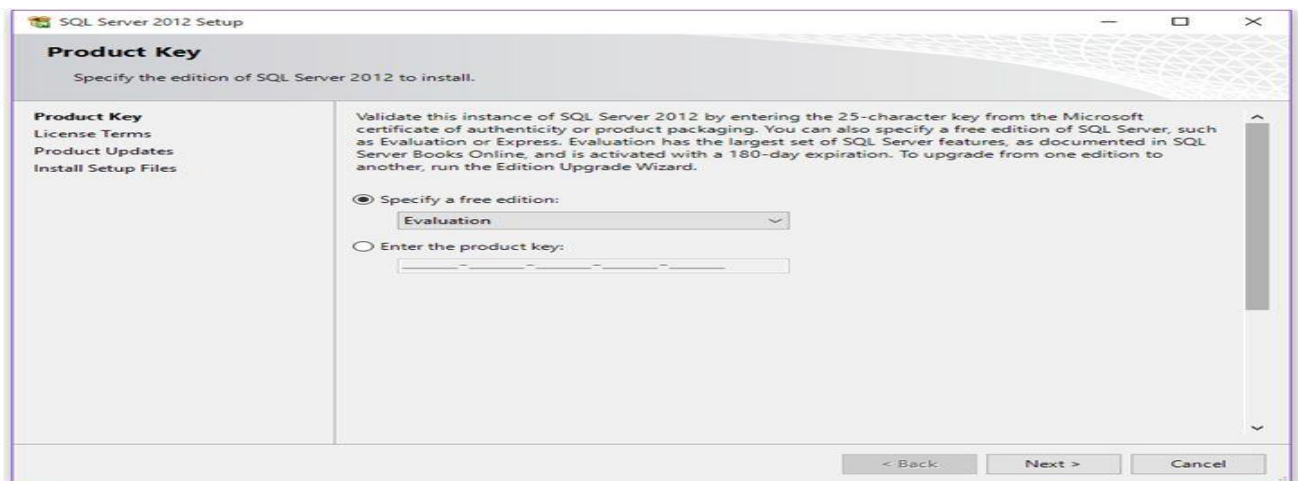 SQL Server 2012 Setup
Product Key
Specify the edition of SQL Server 2012 to install.
Product Key
License Terms
Product Updates
Install Setup Files
Validate this instance of SQL Server 2012 by entering the 25-character key from the Microsoft
certificate of authenticity or product packaging. You can also specify a free edition of SQL Server, such
as Evaluation or Express. Evaluation has the largest set of SQL Server features, as documented in SQL
Server Books Online, and is activated with a 180-day expiration. To upgrade from one edition to
another, run the Edition Upgrade Wizard.
Specify a free edition:
Evaluation
Enter the product key:
_____-_____-_____-_____-_____
< Back
Next >
Cancel